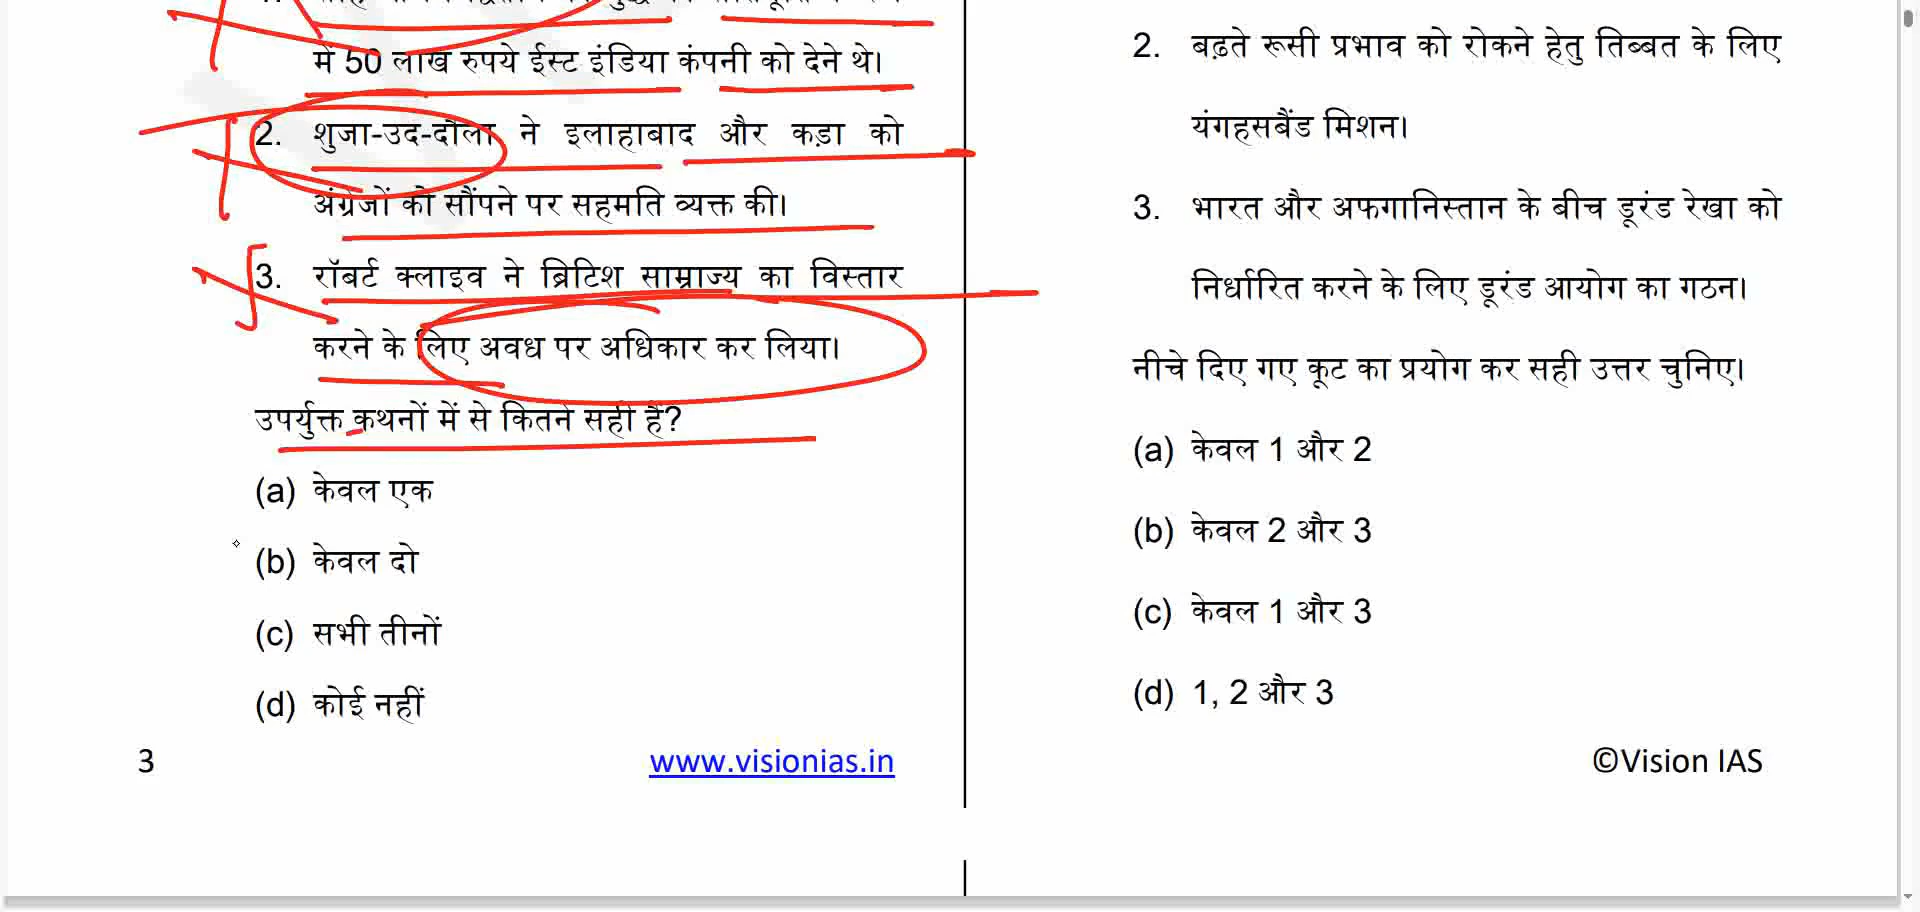 में 50 लाख रुपये ईस्ट इंडिया कंपनी को देने थे।
2. शुजा-उद-दौला ने इलाहाबाद और कड़ा को
अंग्रेजों को सौंपने पर सहमति व्यक्त की।
3. रॉबर्ट क्लाइव ने ब्रिटिश साम्राज्य का विस्तार
करने के लिए अवध पर अधिकार कर लिया।
उपर्युक्त कथनों में से कितने सही हैं?
(a) केवल एक
(b) केवल दो
(c) सभी तीनों
(d) कोई नहीं
3
www.visionias.in
2. बढ़ते रूसी प्रभाव को रोकने हेतु तिब्बत के लिए
यंगहसबैंड मिशन।
3. भारत और अफगानिस्तान के बीच डूरंड रेखा को
निर्धारित करने के लिए डूरंड आयोग का गठन।
नीचे दिए गए कूट का प्रयोग कर सही उत्तर चुनिए।
(a) केवल 1 और 2
(b) केवल 2 और 3
(c) केवल 1 और 3
(d) 1, 2 और 3
©Vision IAS